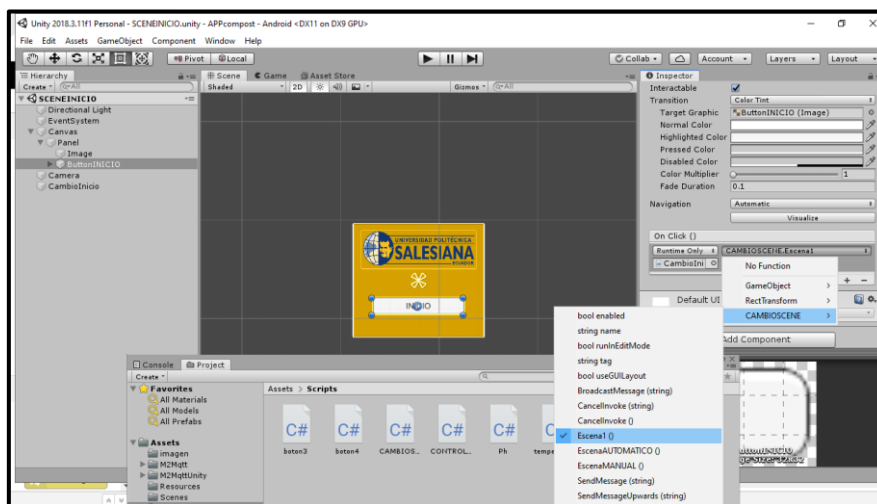 Unity 2018.3.11f1 Personal - SCENEINICIO.unity - APPcompost - Android <DX11 on DX9 GPU>
File Edit Assets GameObject Component Window Help
Pivot Local Collab Account Layers Layout
Hierarchy
Create All
SCENEINICIO
Directional Light
EventSystem
Canvas
Panel
Image
ButtonINICIO
Camera
CambioInicio
Scene Game Asset Store
Shaded 2D Gizmos All
UNIVERSIDAD POLITÉCNICA
SALESIANA
ECUADOR
INICIO
Inspector
Interactable
Transition Color Tint
Target Graphic ButtonINICIO (Image)
Normal Color
Highlighted Color
Pressed Color
Disabled Color
Color Multiplier 1
Fade Duration 0.1
Navigation Automatic
Visualize
On Click ()
Runtime Only CAMBIOSCENE.Escena1
CambioIni
No Function
GameObject
RectTransform
CAMBIOSCENE
Default UI
Add Component
bool enabled
string name
bool runInEditMode
string tag
bool useGUILayout
BroadcastMessage (string)
CancelInvoke (string)
CancelInvoke ()
Escena1 ()
EscenaAUTOMATICO ()
EscenaMANUAL ()
SendMessage (string)
SendMessageUpwards (string)
Console Project
Create
Favorites
All Materials
All Models
All Prefabs
Assets
imagen
M2Mqtt
M2MqttUnity
Resources
Scenes
Scripts
Assets > Scripts
C# C# C# C# C#
boton3 boton4 CAMBIOS... CONTROL... Ph